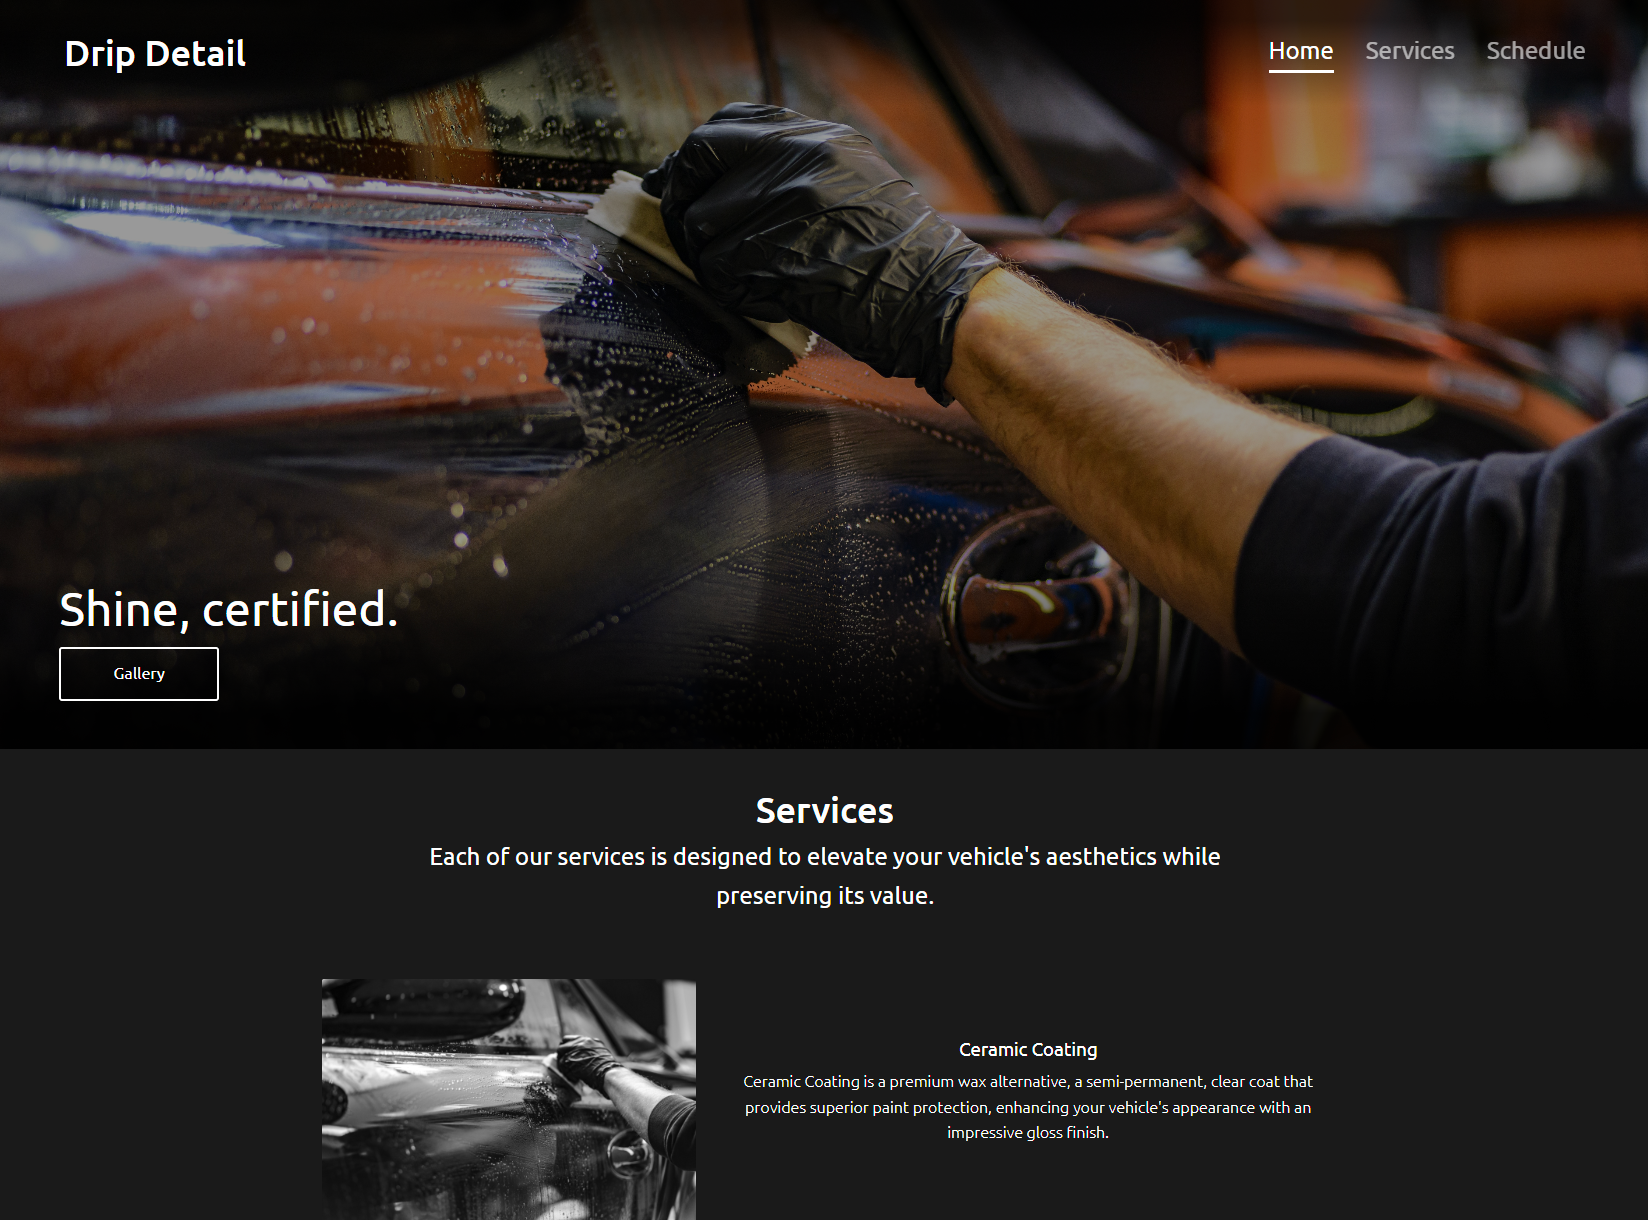 Drip Detail
Home Services Schedule
Shine, certified.
Gallery
Services
Each of our services is designed to elevate your vehicle's aesthetics while
preserving its value.
Ceramic Coating
Ceramic Coating is a premium wax alternative, a semi-permanent, clear coat that
provides superior paint protection, enhancing your vehicle's appearance with an
impressive gloss finish.